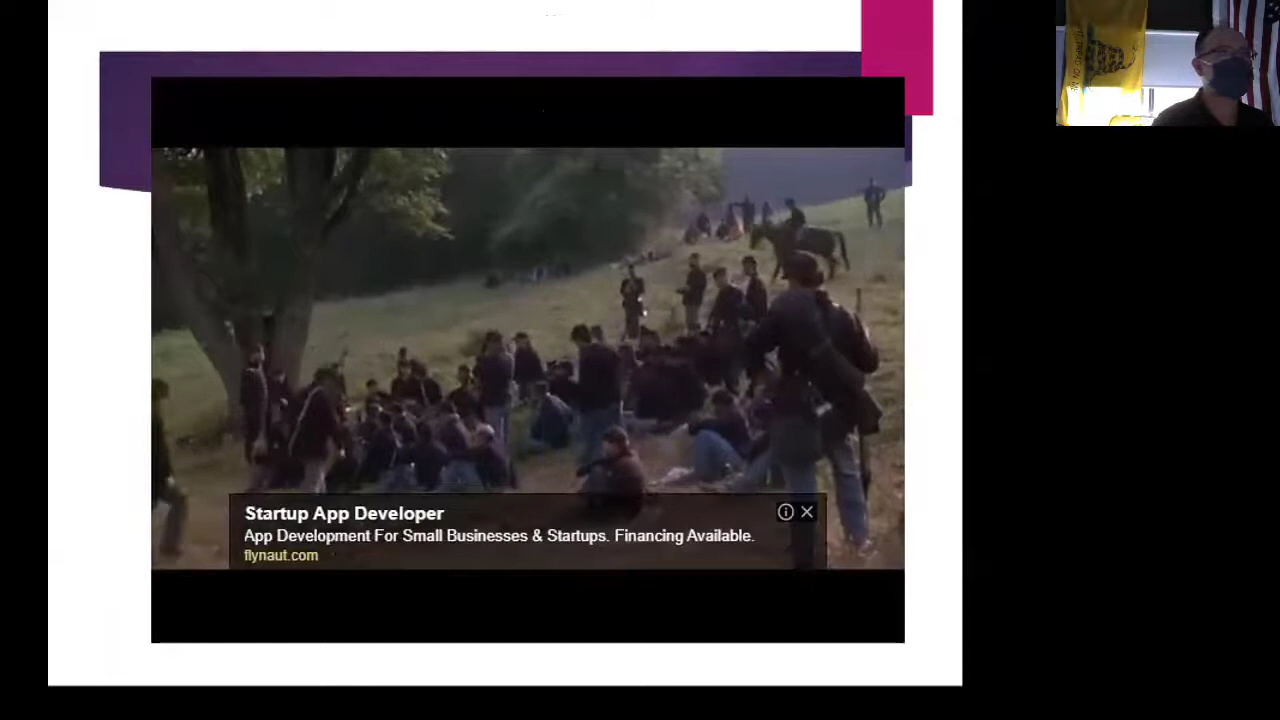 Startup App Developer
App Development For Small Businesses & Startups. Financing Available.
flynaut.com